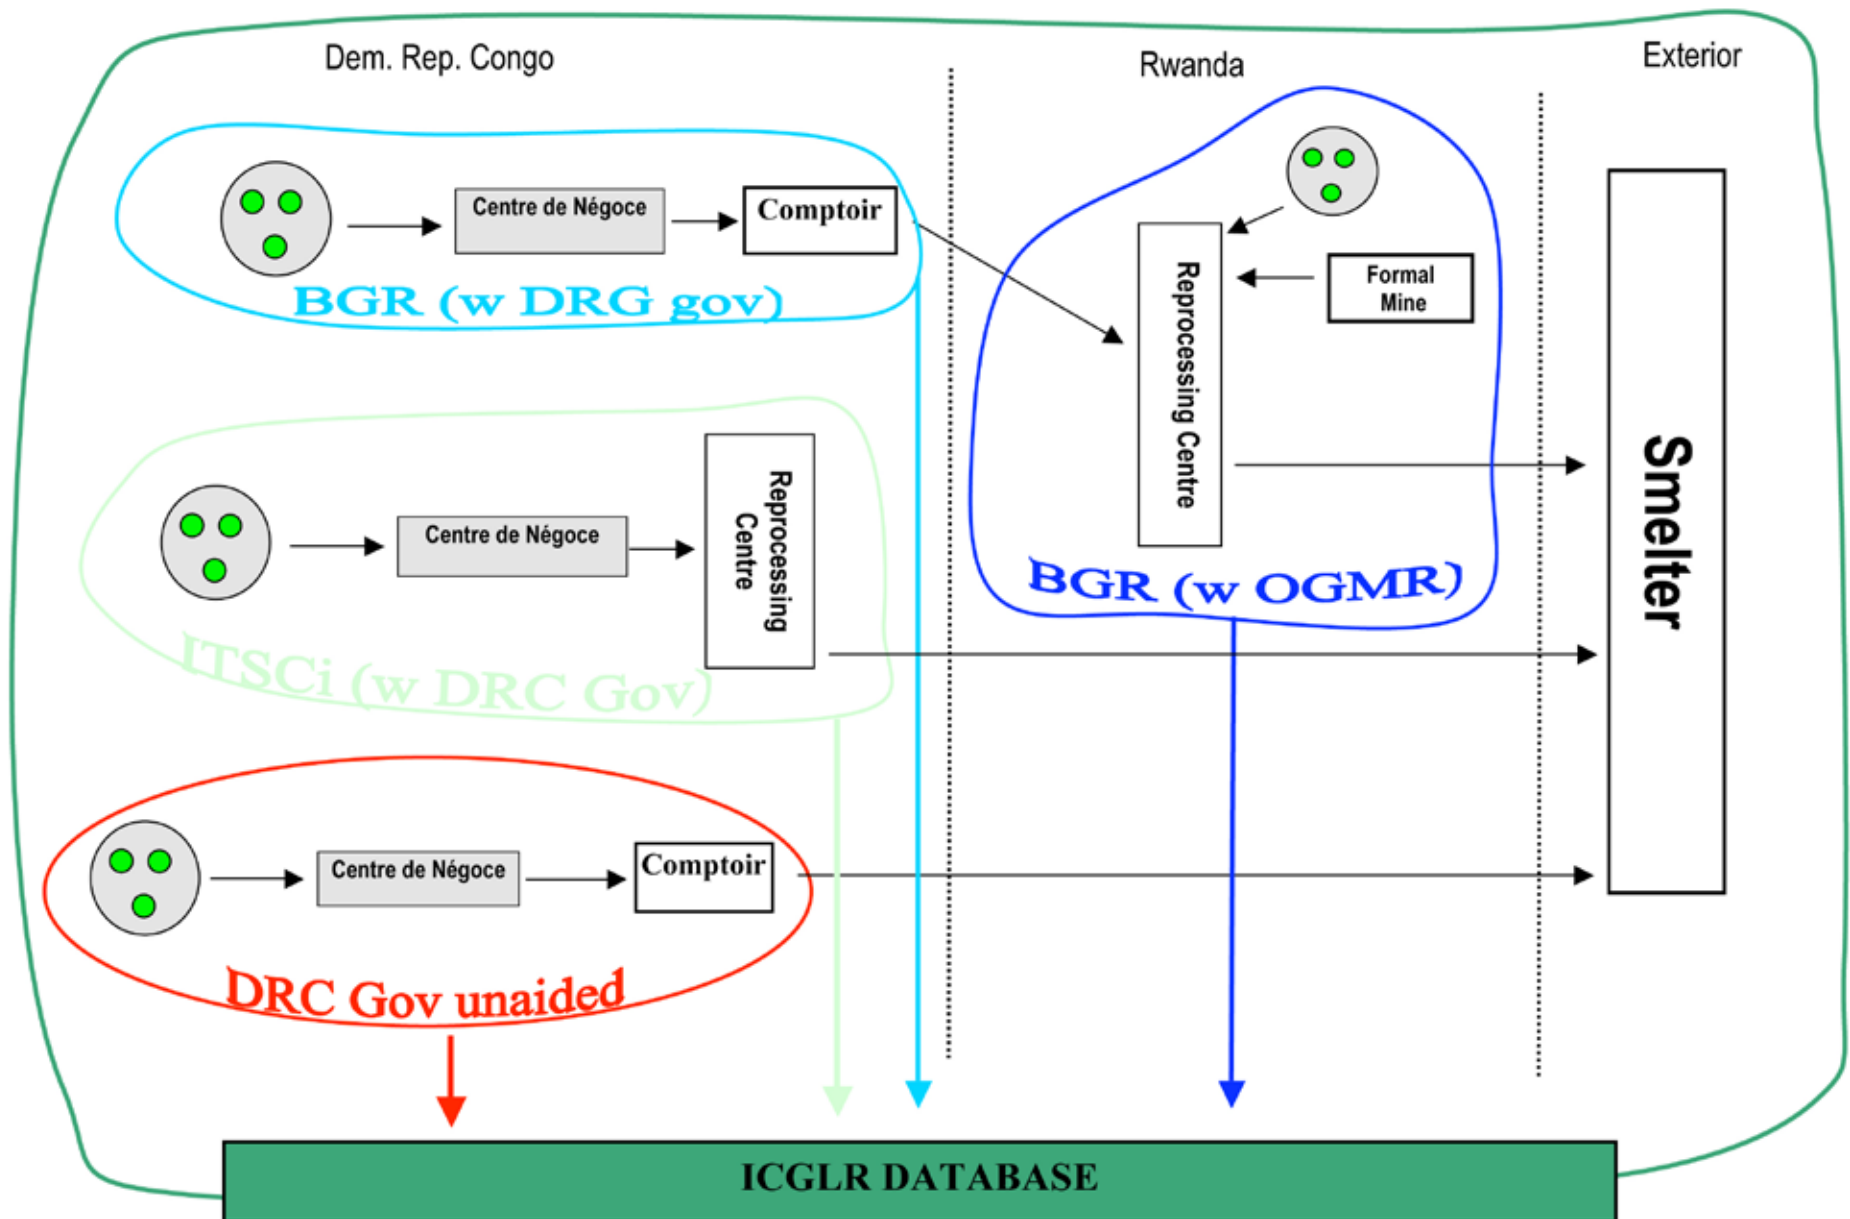 Dem. Rep. Congo
Rwanda
Exterior
Centre de Négoce
Comptoir
BGR (w DRG gov)
Formal
Mine
Reprocessing Centre
BGR (w OGMR)
Centre de Négoce
Reprocessing
Centre
ITSCi (w DRC Gov)
Smelter
Centre de Négoce
Comptoir
DRC Gov unaided
ICGLR DATABASE